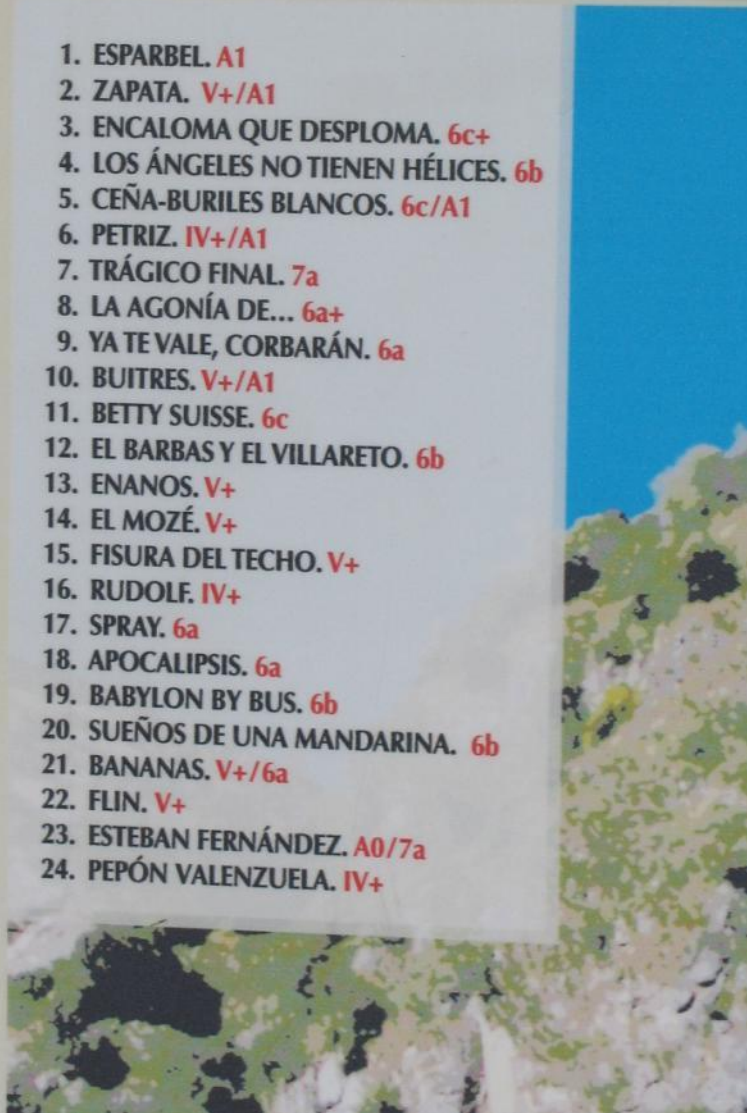 1. ESPARBEL. A1
2. ZAPATA. V+/A1
3. ENCALOMA QUE DESPLOMA. 6c+
4. LOS ÁNGELES NO TIENEN HÉLICES. 6b
5. CEÑA-BURILES BLANCOS. 6c/A1
6. PETRIZ. IV+/A1
7. TRÁGICO FINAL. 7a
8. LA AGONÍA DE... 6a+
9. YA TE VALE, CORBARÁN. 6a
10. BUITRES. V+/A1
11. BETTY SUISSE. 6c
12. EL BARBAS Y EL VILLARETO. 6b
13. ENANOS. V+
14. EL MOZÉ. V+
15. FISURA DEL TECHO. V+
16. RUDOLF. IV+
17. SPRAY. 6a
18. APOCALIPSIS. 6a
19. BABYLON BY BUS. 6b
20. SUEÑOS DE UNA MANDARINA. 6b
21. BANANAS. V+/6a
22. FLIN. V+
23. ESTEBAN FERNÁNDEZ. A0/7a
24. PEPÓN VALENZUELA. IV+